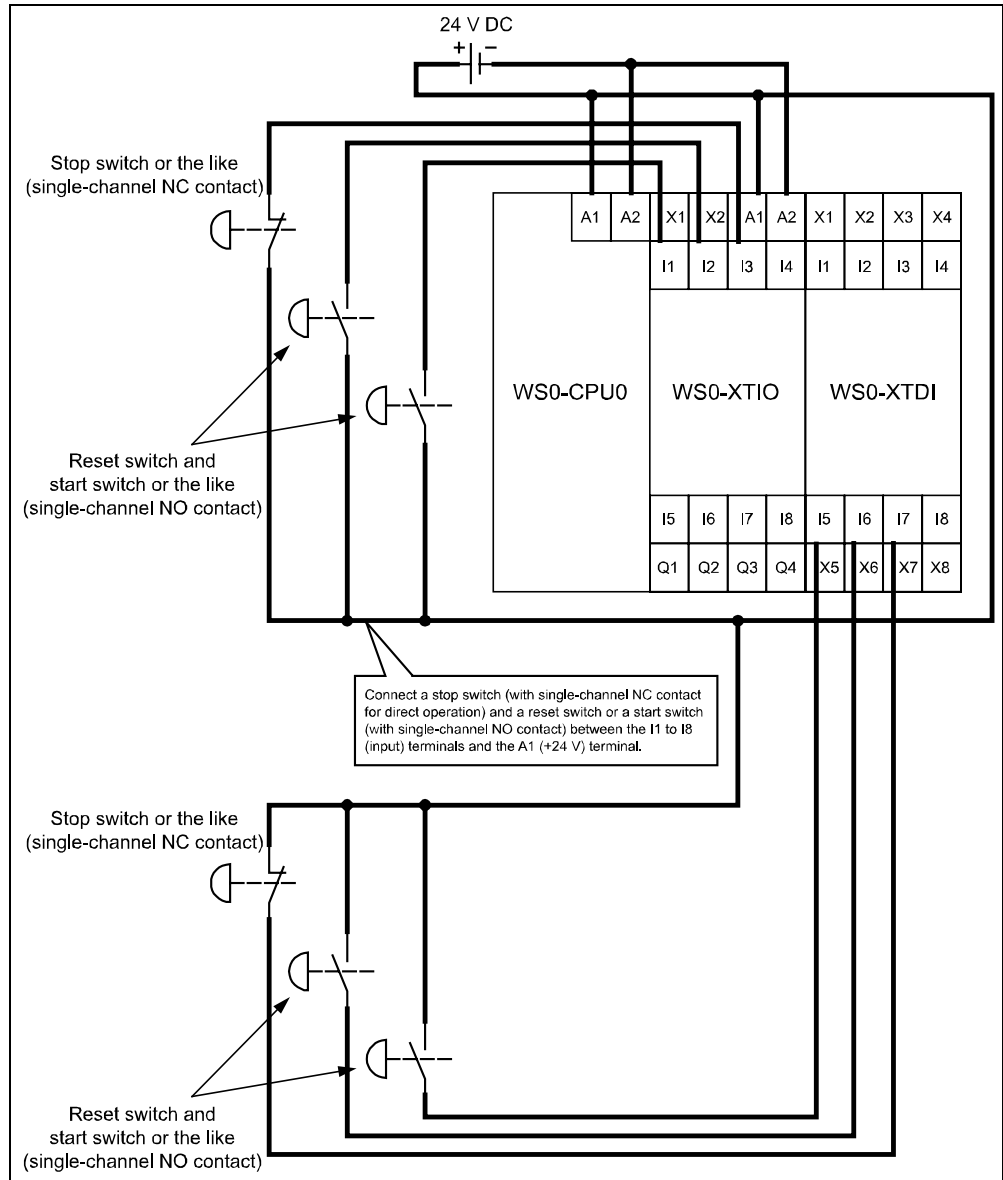 24 V DC
+ −
Stop switch or the like
(single-channel NC contact)
A1 A2 X1 X2 A1 A2 X1 X2 X3 X4
I1 I2 I3 I4 I1 I2 I3 I4
WS0-CPU0 WS0-XTIO WS0-XTDI
Reset switch and
start switch or the like
(single-channel NO contact)
I5 I6 I7 I8 I5 I6 I7 I8
Q1 Q2 Q3 Q4 X5 X6 X7 X8
Connect a stop switch (with single-channel NC contact
for direct operation) and a reset switch or a start switch
(with single-channel NO contact) between the I1 to I8
(input) terminals and the A1 (+24 V) terminal.
Stop switch or the like
(single-channel NC contact)
Reset switch and
start switch or the like
(single-channel NO contact)